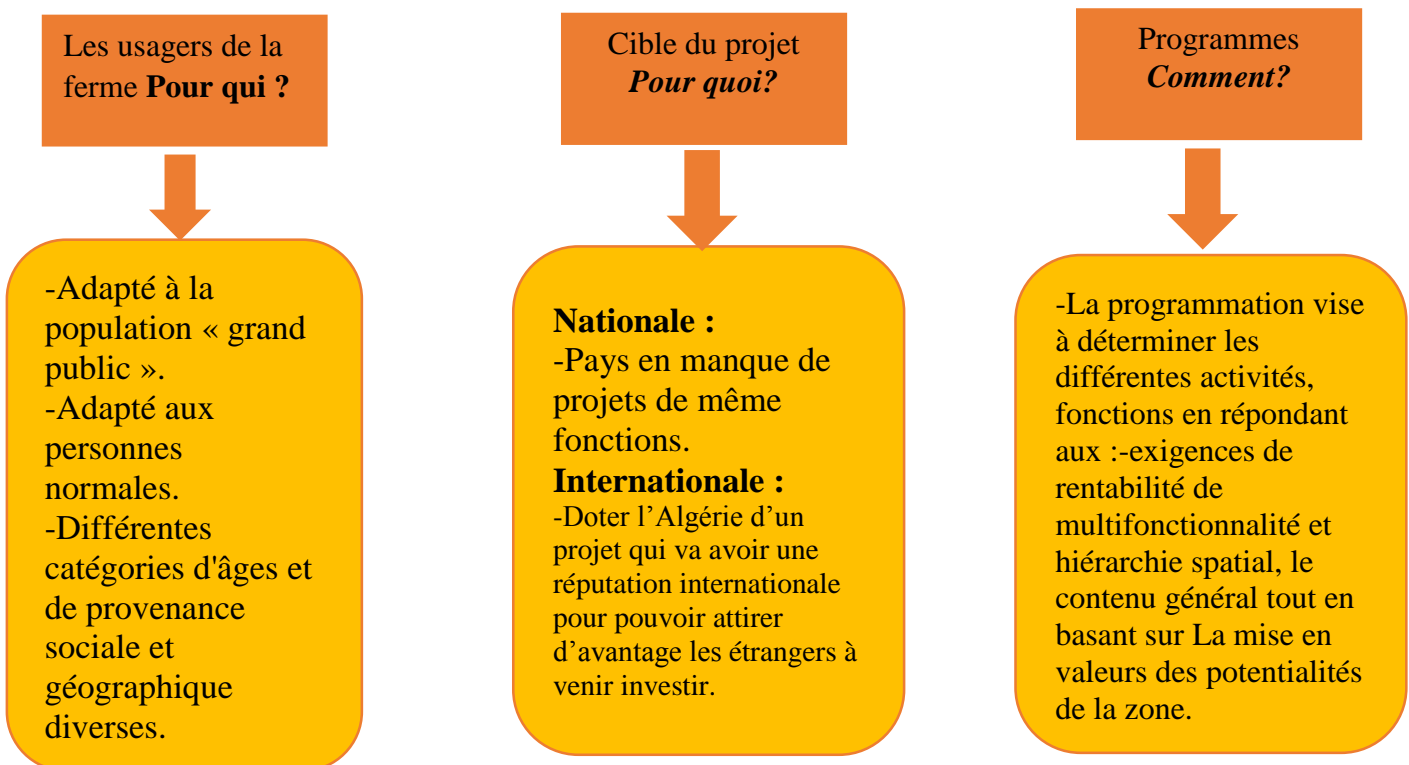 Les usagers de la
ferme Pour qui ?
Cible du projet
Pour quoi?
Programmes
Comment?
-Adapté à la
population « grand
public ».
-Adapté aux
personnes
normales.
-Différentes
catégories d'âges et
de provenance
sociale et
géographique
diverses.
Nationale :
-Pays en manque de
projets de même
fonctions.
Internationale :
-Doter l’Algérie d’un
projet qui va avoir une
réputation internationale
pour pouvoir attirer
d’avantage les étrangers à
venir investir.
-La programmation vise
à déterminer les
différentes activités,
fonctions en répondant
aux :-exigences de
rentabilité de
multifonctionnalité et
hiérarchie spatial, le
contenu général tout en
basant sur La mise en
valeurs des potentialités
de la zone.